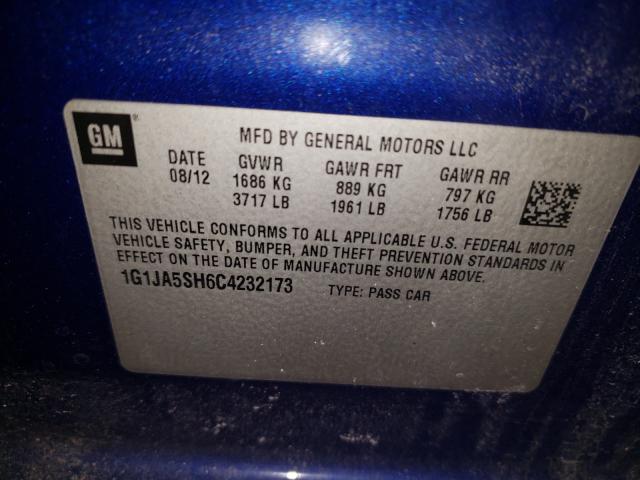 GM ®
MFD BY GENERAL MOTORS LLC
DATE GVWR GAWR FRT GAWR RR
08/12 1686 KG 889 KG 797 KG
3717 LB 1961 LB 1756 LB
THIS VEHICLE CONFORMS TO ALL APPLICABLE U.S. FEDERAL MOTOR
VEHICLE SAFETY, BUMPER, AND THEFT PREVENTION STANDARDS IN
EFFECT ON THE DATE OF MANUFACTURE SHOWN ABOVE.
1G1JA5SH6C4232173 TYPE: PASS CAR